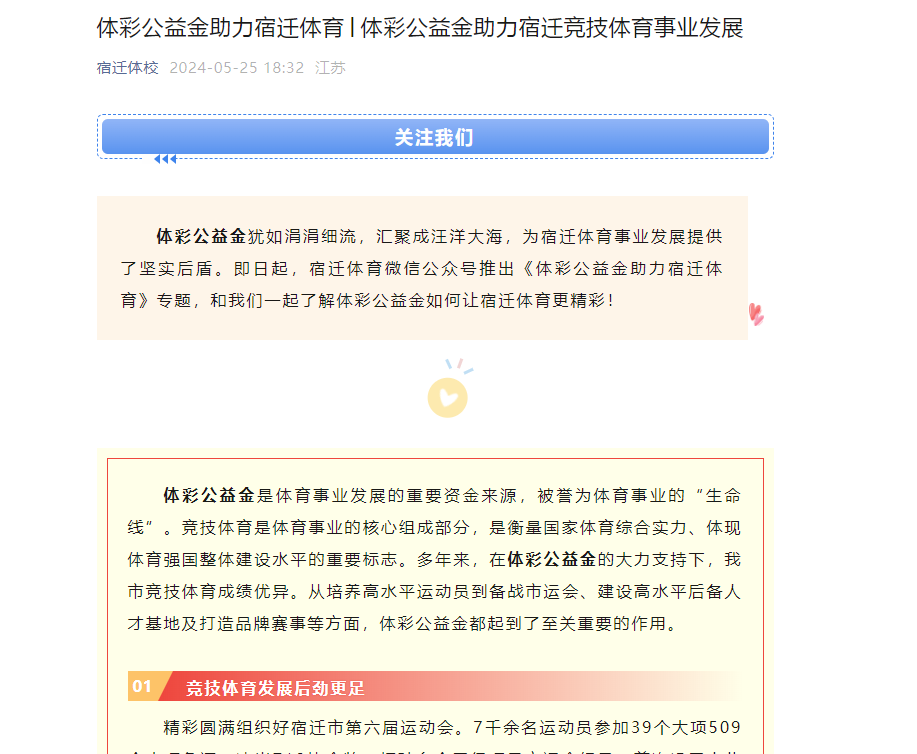 体彩公益金助力宿迁体育 | 体彩公益金助力宿迁竞技体育事业发展
宿迁体校 2024-05-25 18:32 江苏
关注我们
体彩公益金犹如涓涓细流，汇聚成汪洋大海，为宿迁体育事业发展提供
了坚实后盾。即日起，宿迁体育微信公众号推出《体彩公益金助力宿迁体
育》专题，和我们一起了解体彩公益金如何让宿迁体育更精彩！
体彩公益金是体育事业发展的重要资金来源，被誉为体育事业的“生命
线”。竞技体育是体育事业的核心组成部分，是衡量国家体育综合实力、体现
体育强国整体建设水平的重要标志。多年来，在体彩公益金的大力支持下，我
市竞技体育成绩优异。从培养高水平运动员到备战市运会、建设高水平后备人
才基地及打造品牌赛事等方面，体彩公益金都起到了至关重要的作用。
01 竞技体育发展后劲更足
精彩圆满组织好宿迁市第六届运动会。7千余名运动员参加39个大项509